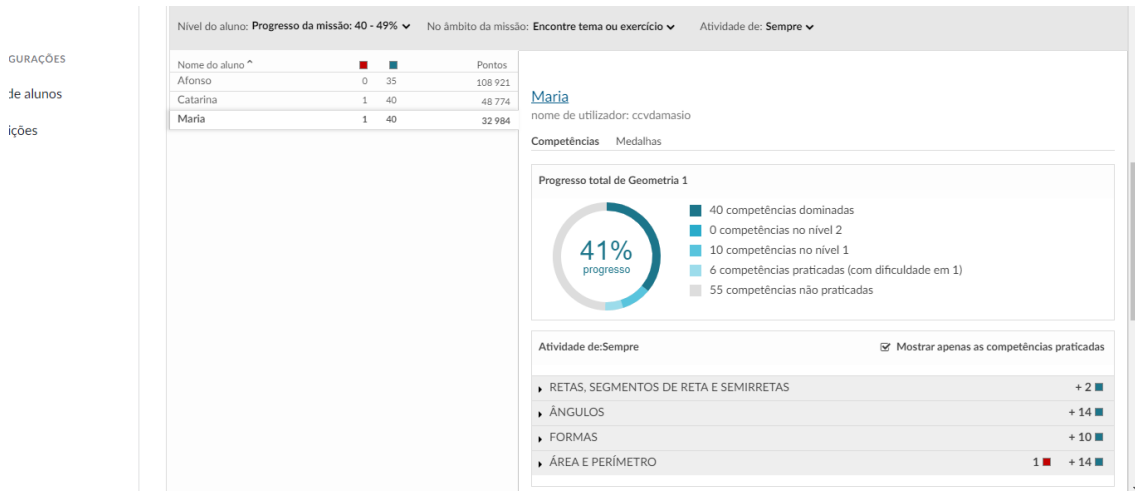 Nível do aluno: Progresso da missão: 40 - 49% No âmbito da missão: Encontre tema ou exercício Atividade de: Sempre
GURAÇÕES
de alunos
ições
Nome do aluno ^ Pontos
Afonso 0 35 108 921
Catarina 1 40 48 774
Maria 1 40 32 984
Maria
nome de utilizador: ccvdamasio
Competências Medalhas
Progresso total de Geometria 1
41%
progresso
40 competências dominadas
0 competências no nível 2
10 competências no nível 1
6 competências praticadas (com dificuldade em 1)
55 competências não praticadas
Atividade de:Sempre Mostrar apenas as competências praticadas
RETAS, SEGMENTOS DE RETA E SEMIRRETAS + 2
ÂNGULOS + 14
FORMAS + 10
ÁREA E PERÍMETRO 1 + 14